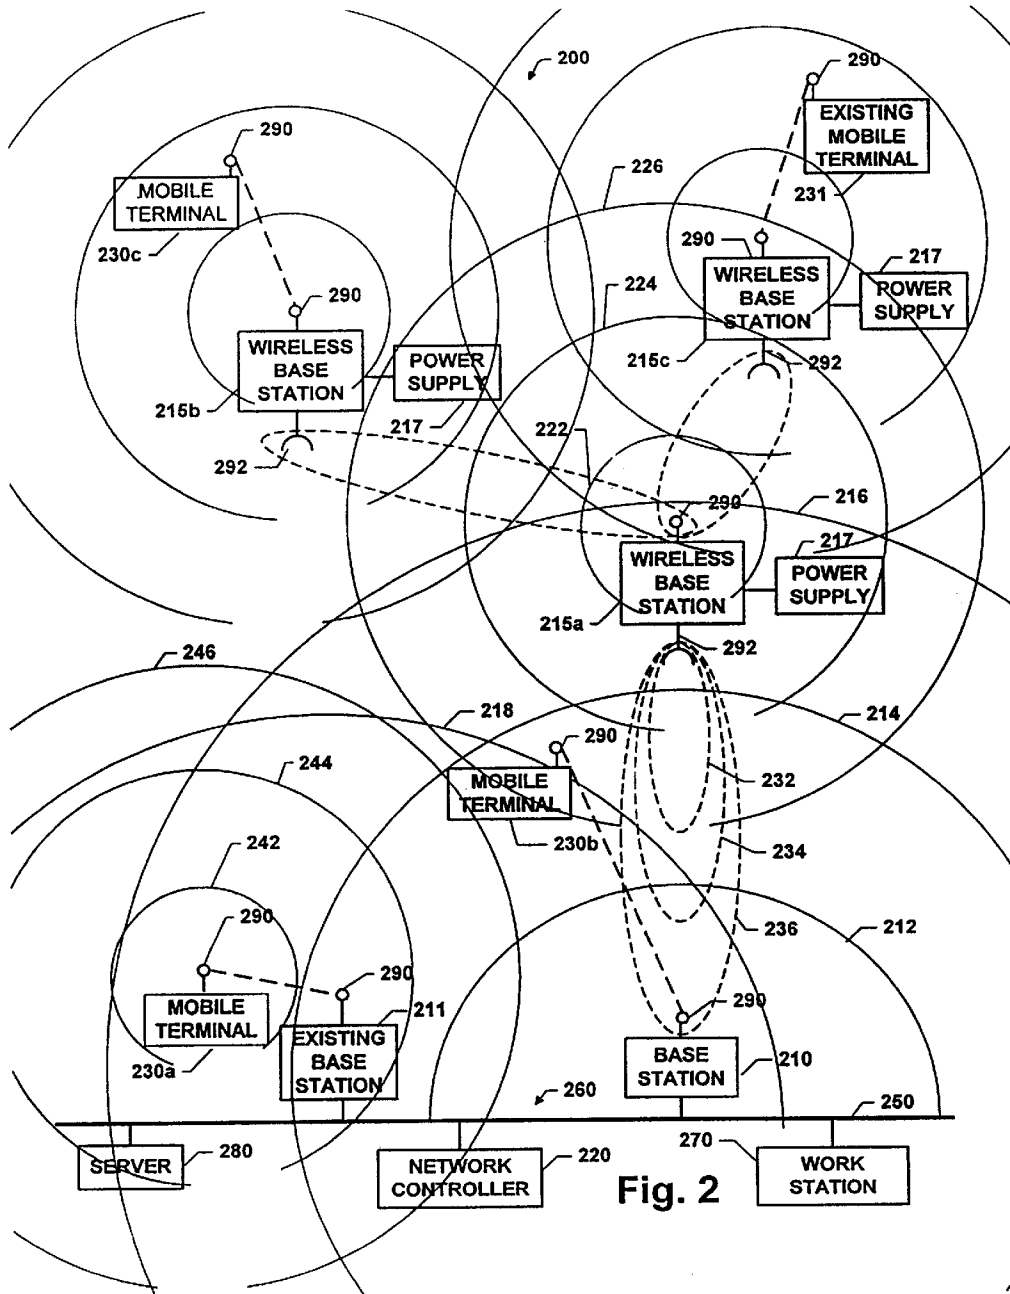 200
290
EXISTING
MOBILE
TERMINAL
231
290
MOBILE
TERMINAL
230c
226
290
WIRELESS
BASE
STATION
215c
217
POWER
SUPPLY
224
292
290
WIRELESS
BASE
STATION
215b
POWER
SUPPLY
217
292
222
290
216
WIRELESS
BASE
STATION
215a
217
POWER
SUPPLY
292
246
218
214
290
MOBILE
TERMINAL
230b
232
244
234
242
236
212
290
MOBILE
TERMINAL
230a
290
211
EXISTING
BASE
STATION
290
BASE
STATION
210
260
250
SERVER
280
NETWORK
CONTROLLER
220
270
WORK
STATION
Fig. 2